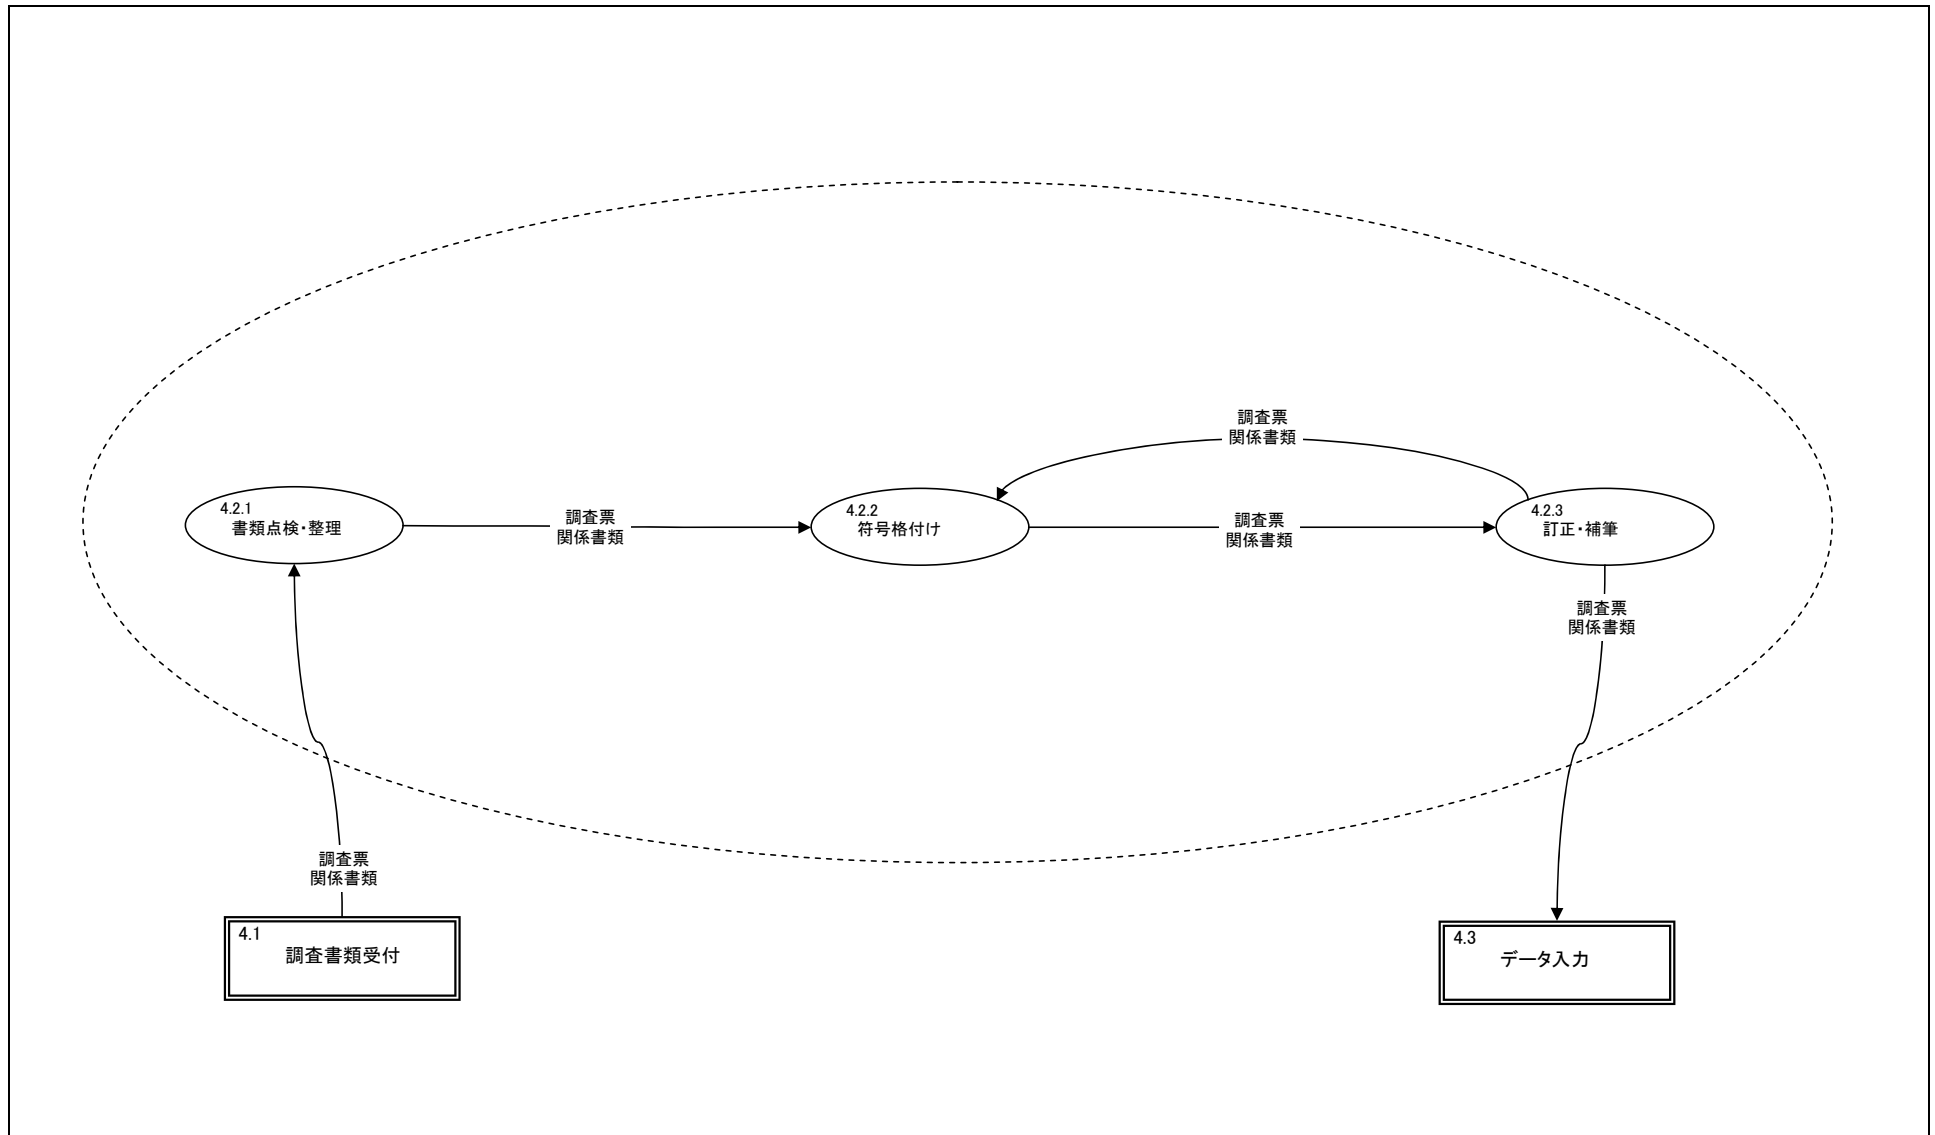 調査票
関係書類
4.2.1
書類点検・整理
調査票
関係書類
4.2.2
符号格付け
調査票
関係書類
4.2.3
訂正・補筆
調査票
関係書類
調査票
関係書類
4.1
調査書類受付
4.3
データ入力